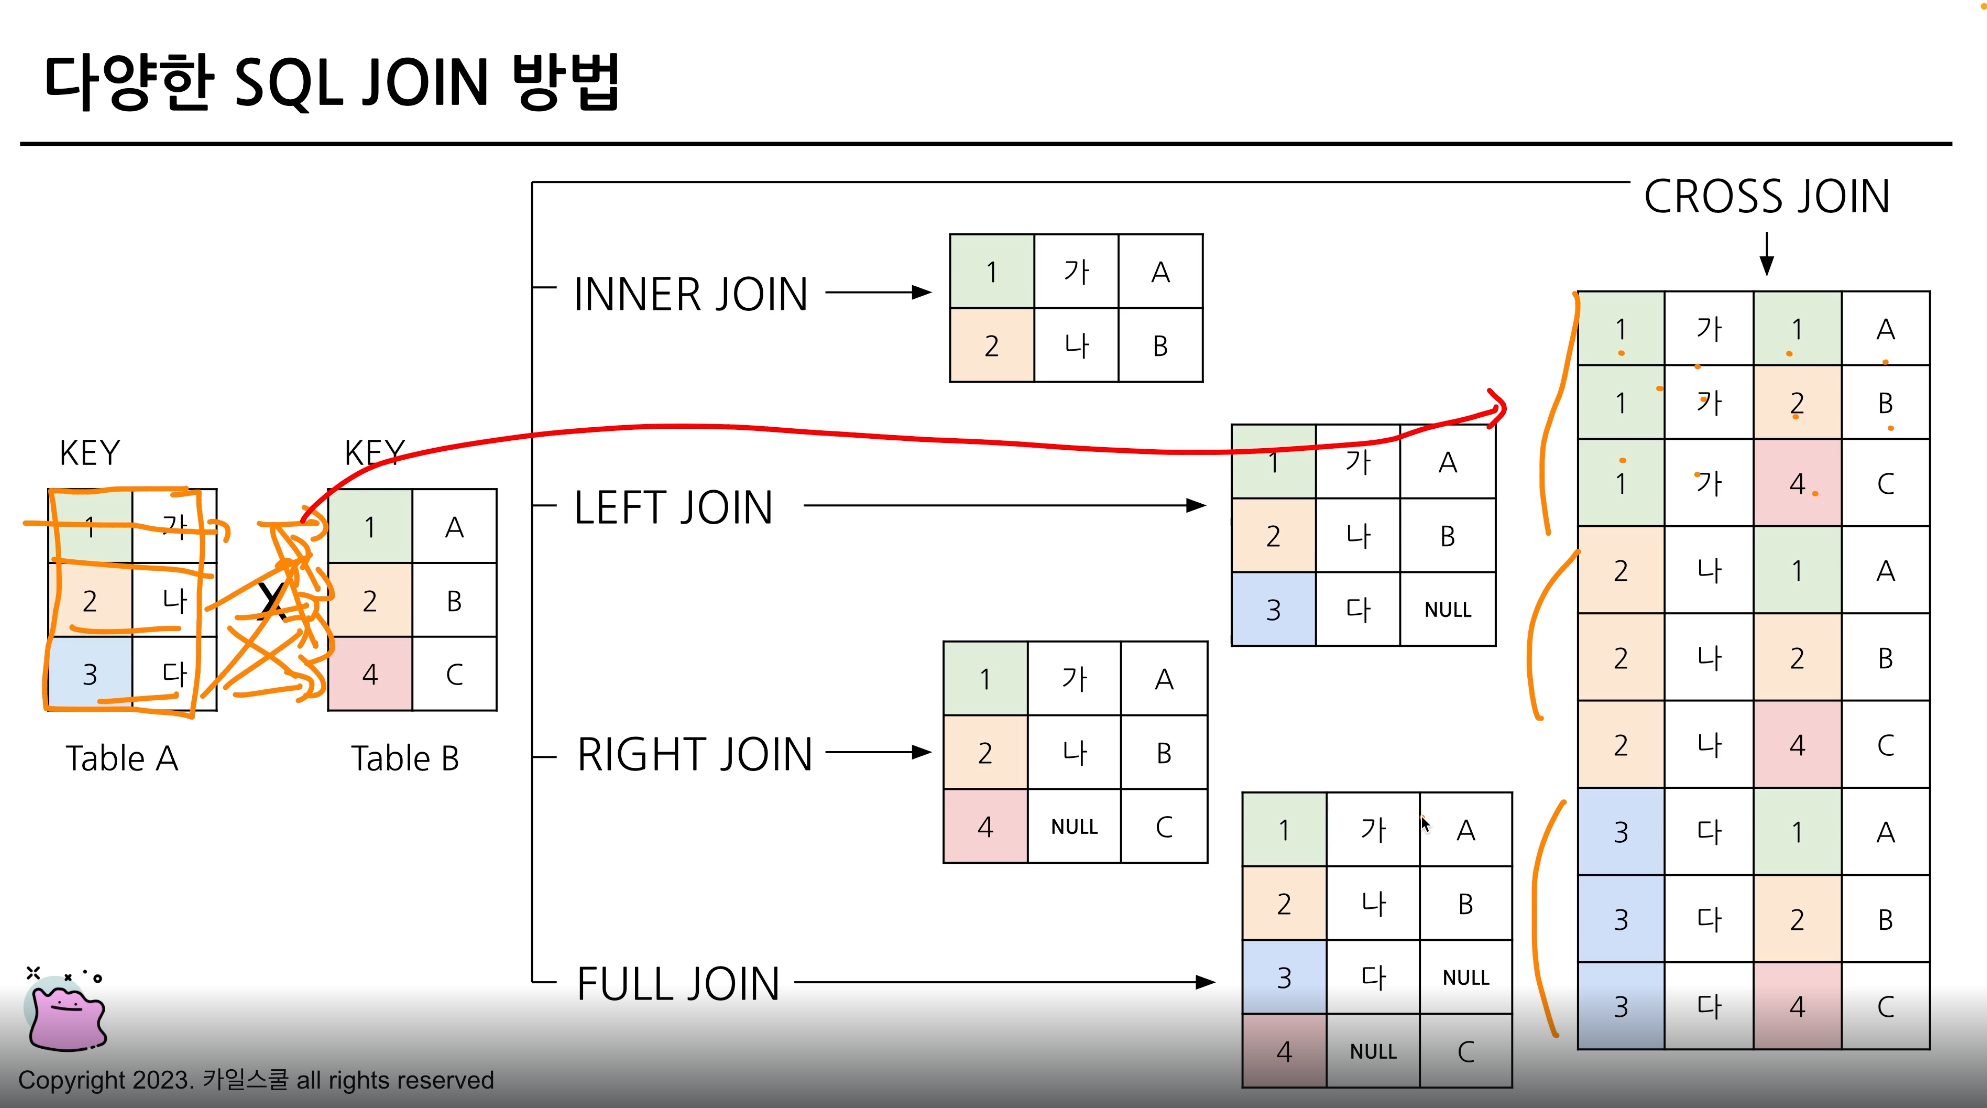 다양한 SQL JOIN 방법
KEY
1 가
2 나
3 다
Table A
X
KEY
1 A
2 B
4 C
Table B
INNER JOIN
1 가 A
2 나 B
LEFT JOIN
1 가 A
2 나 B
3 다 NULL
RIGHT JOIN
1 가 A
2 나 B
4 NULL C
FULL JOIN
1 가 A
2 나 B
3 다 NULL
4 NULL C
CROSS JOIN
1 가 1 A
1 가 2 B
1 가 4 C
2 나 1 A
2 나 2 B
2 나 4 C
3 다 1 A
3 다 2 B
3 다 4 C
Copyright 2023. 카일스쿨 all rights reserved